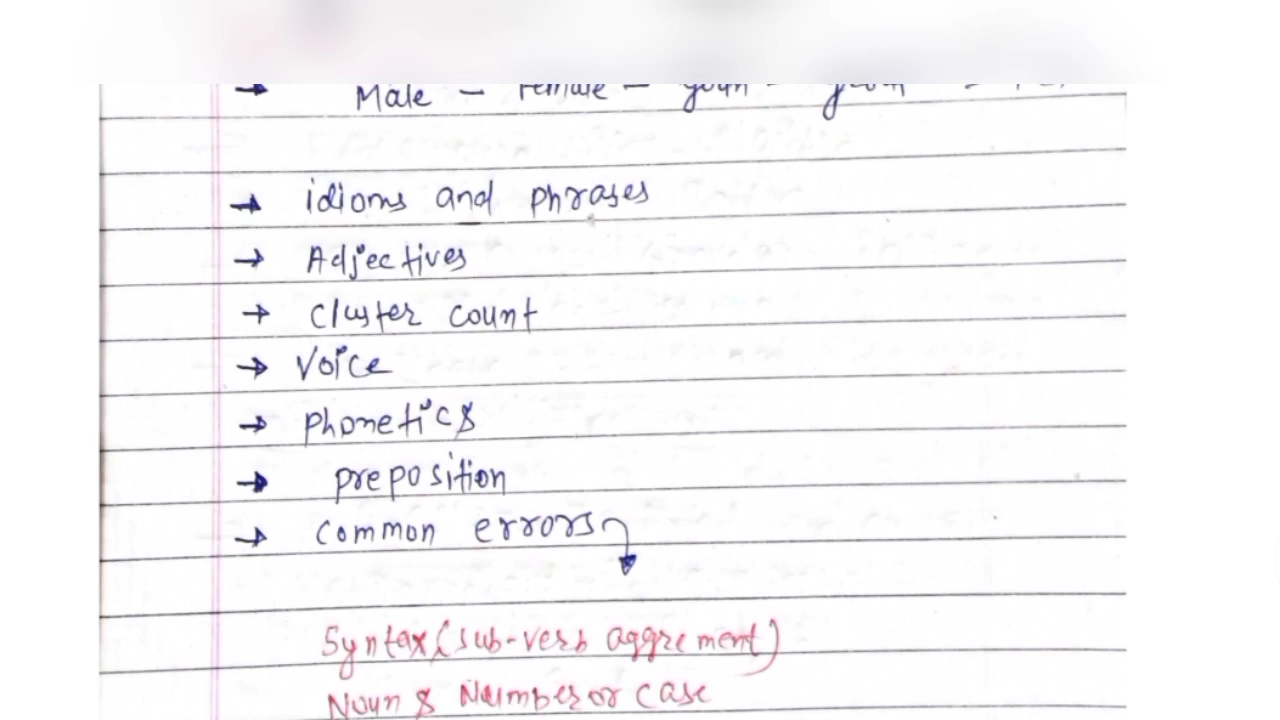 → Male - Female -
→ idioms and phrases
→ Adjectives
→ cluster count
→ Voice
→ phonetics
→ preposition
→ common errors
Syntax (sub-verb aggrement)
Noun & Number or case